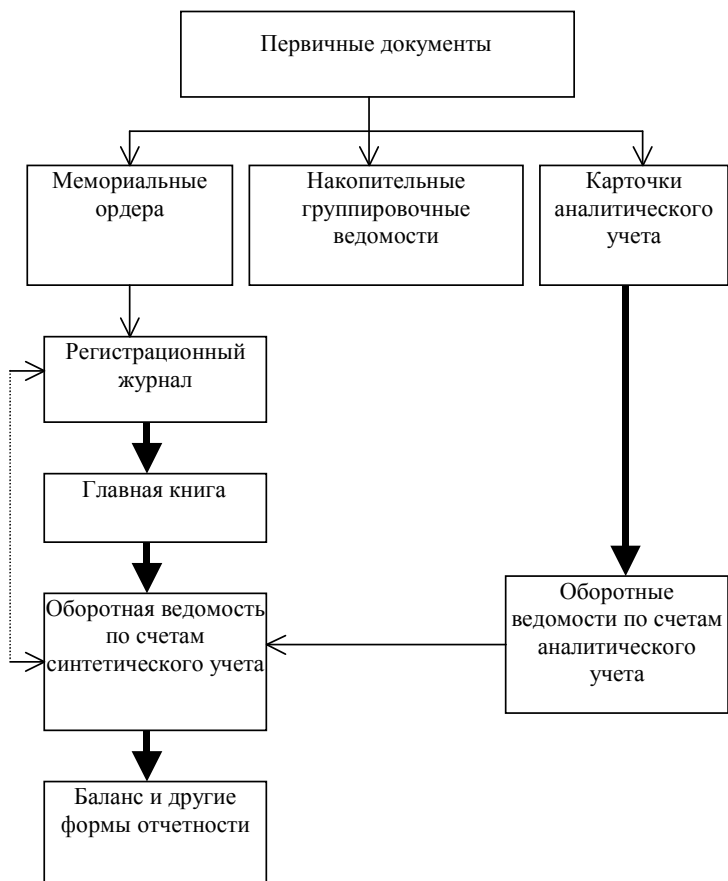 Первичные документы
Мемориальные
ордера
Накопительные
группировочные
ведомости
Карточки
аналитического
учета
Регистрационный
журнал
Главная книга
Оборотная ведомость
по счетам
синтетического учета
Оборотные
ведомости по счетам
аналитического
учета
Баланс и другие
формы отчетности